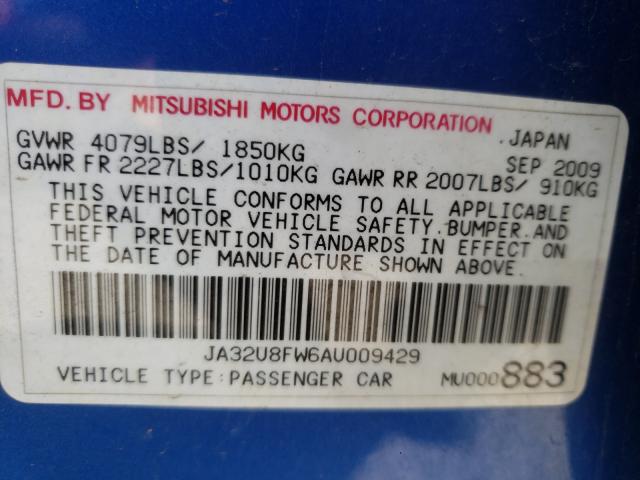 MFD. BY MITSUBISHI MOTORS CORPORATION
GVWR 4079LBS/ 1850KG .JAPAN
GAWR FR 2227LBS/1010KG GAWR RR 2007LBS/ 910KG SEP 2009
THIS VEHICLE CONFORMS TO ALL APPLICABLE
FEDERAL MOTOR VEHICLE SAFETY.BUMPER.AND
THEFT PREVENTION STANDARDS IN EFFECT ON
THE DATE OF MANUFACTURE SHOWN ABOVE.
JA32U8FW6AU009429
VEHICLE TYPE:PASSENGER CAR MU000883